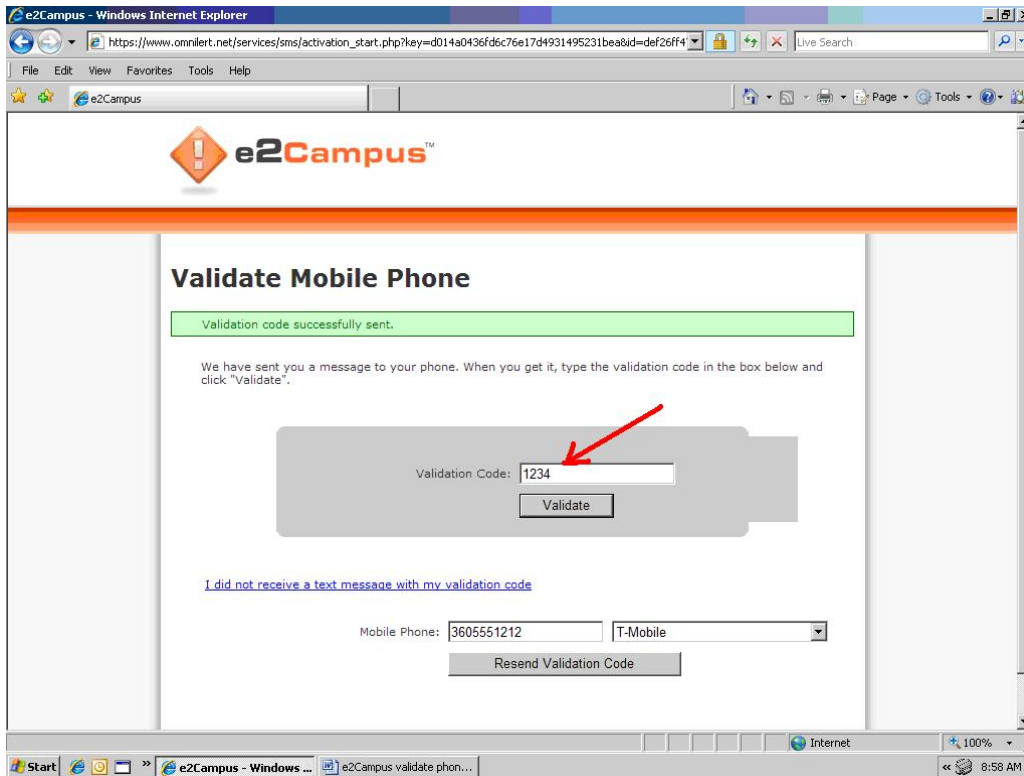 e2Campus - Windows Internet Explorer
https://www.omnilert.net/services/sms/activation_start.php?key=d014a0436fd6c76e17d4931495231bea&id=def26ff4
Live Search
File Edit View Favorites Tools Help
e2Campus
Page Tools
e2Campus™
Validate Mobile Phone
Validation code successfully sent.
We have sent you a message to your phone. When you get it, type the validation code in the box below and
click "Validate".
Validation Code: 1234
Validate
I did not receive a text message with my validation code
Mobile Phone: 3605551212 T-Mobile
Resend Validation Code
Internet 100%
Start » e2Campus - Windows ... e2Campus validate phon... « 8:58 AM